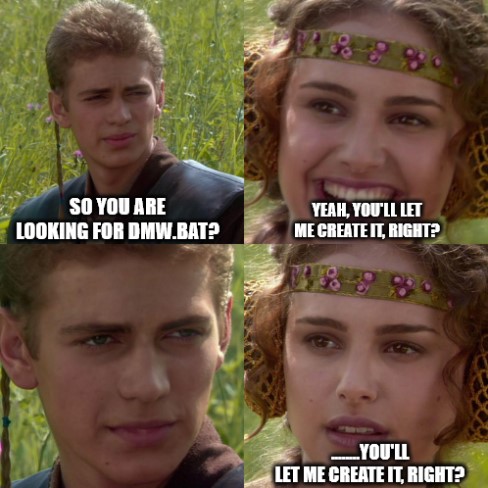 SO YOU ARE
LOOKING FOR DMW.BAT?
YEAH, YOU'LL LET
ME CREATE IT, RIGHT?
........YOU'LL
LET ME CREATE IT, RIGHT?